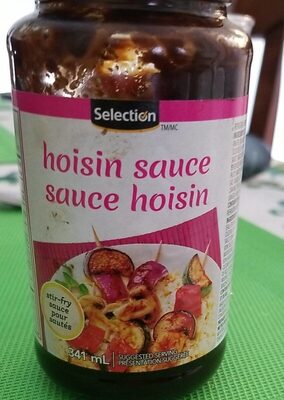 Selection
TM/MC
hoisin sauce
sauce hoisin
stir-fry
sauce
pour
sautés
341 mL
SUGGESTED SERVING
PRÉSENTATION SUGGÉRÉE